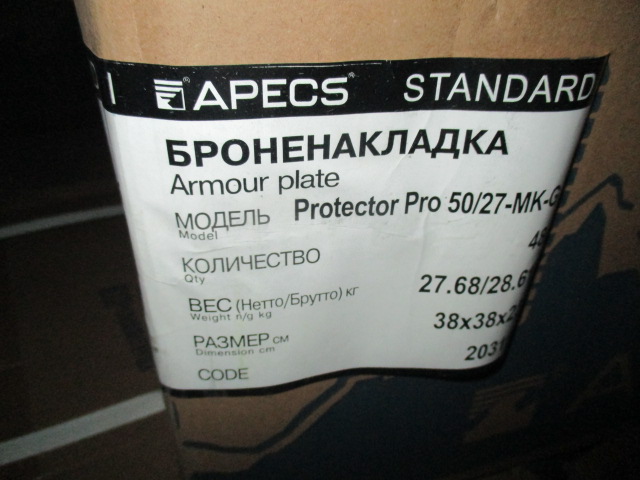 APECS STANDARD
БРОНЕНАКЛАДКА
Armour plate
МОДЕЛЬ Protector Pro 50/27-MK-
Model
КОЛИЧЕСТВО
Qty
ВЕС (Нетто/Брутто) кг 27.68/28.6
Weight n/g kg
РАЗМЕР см 38x38x2
Dimension cm
CODE 203